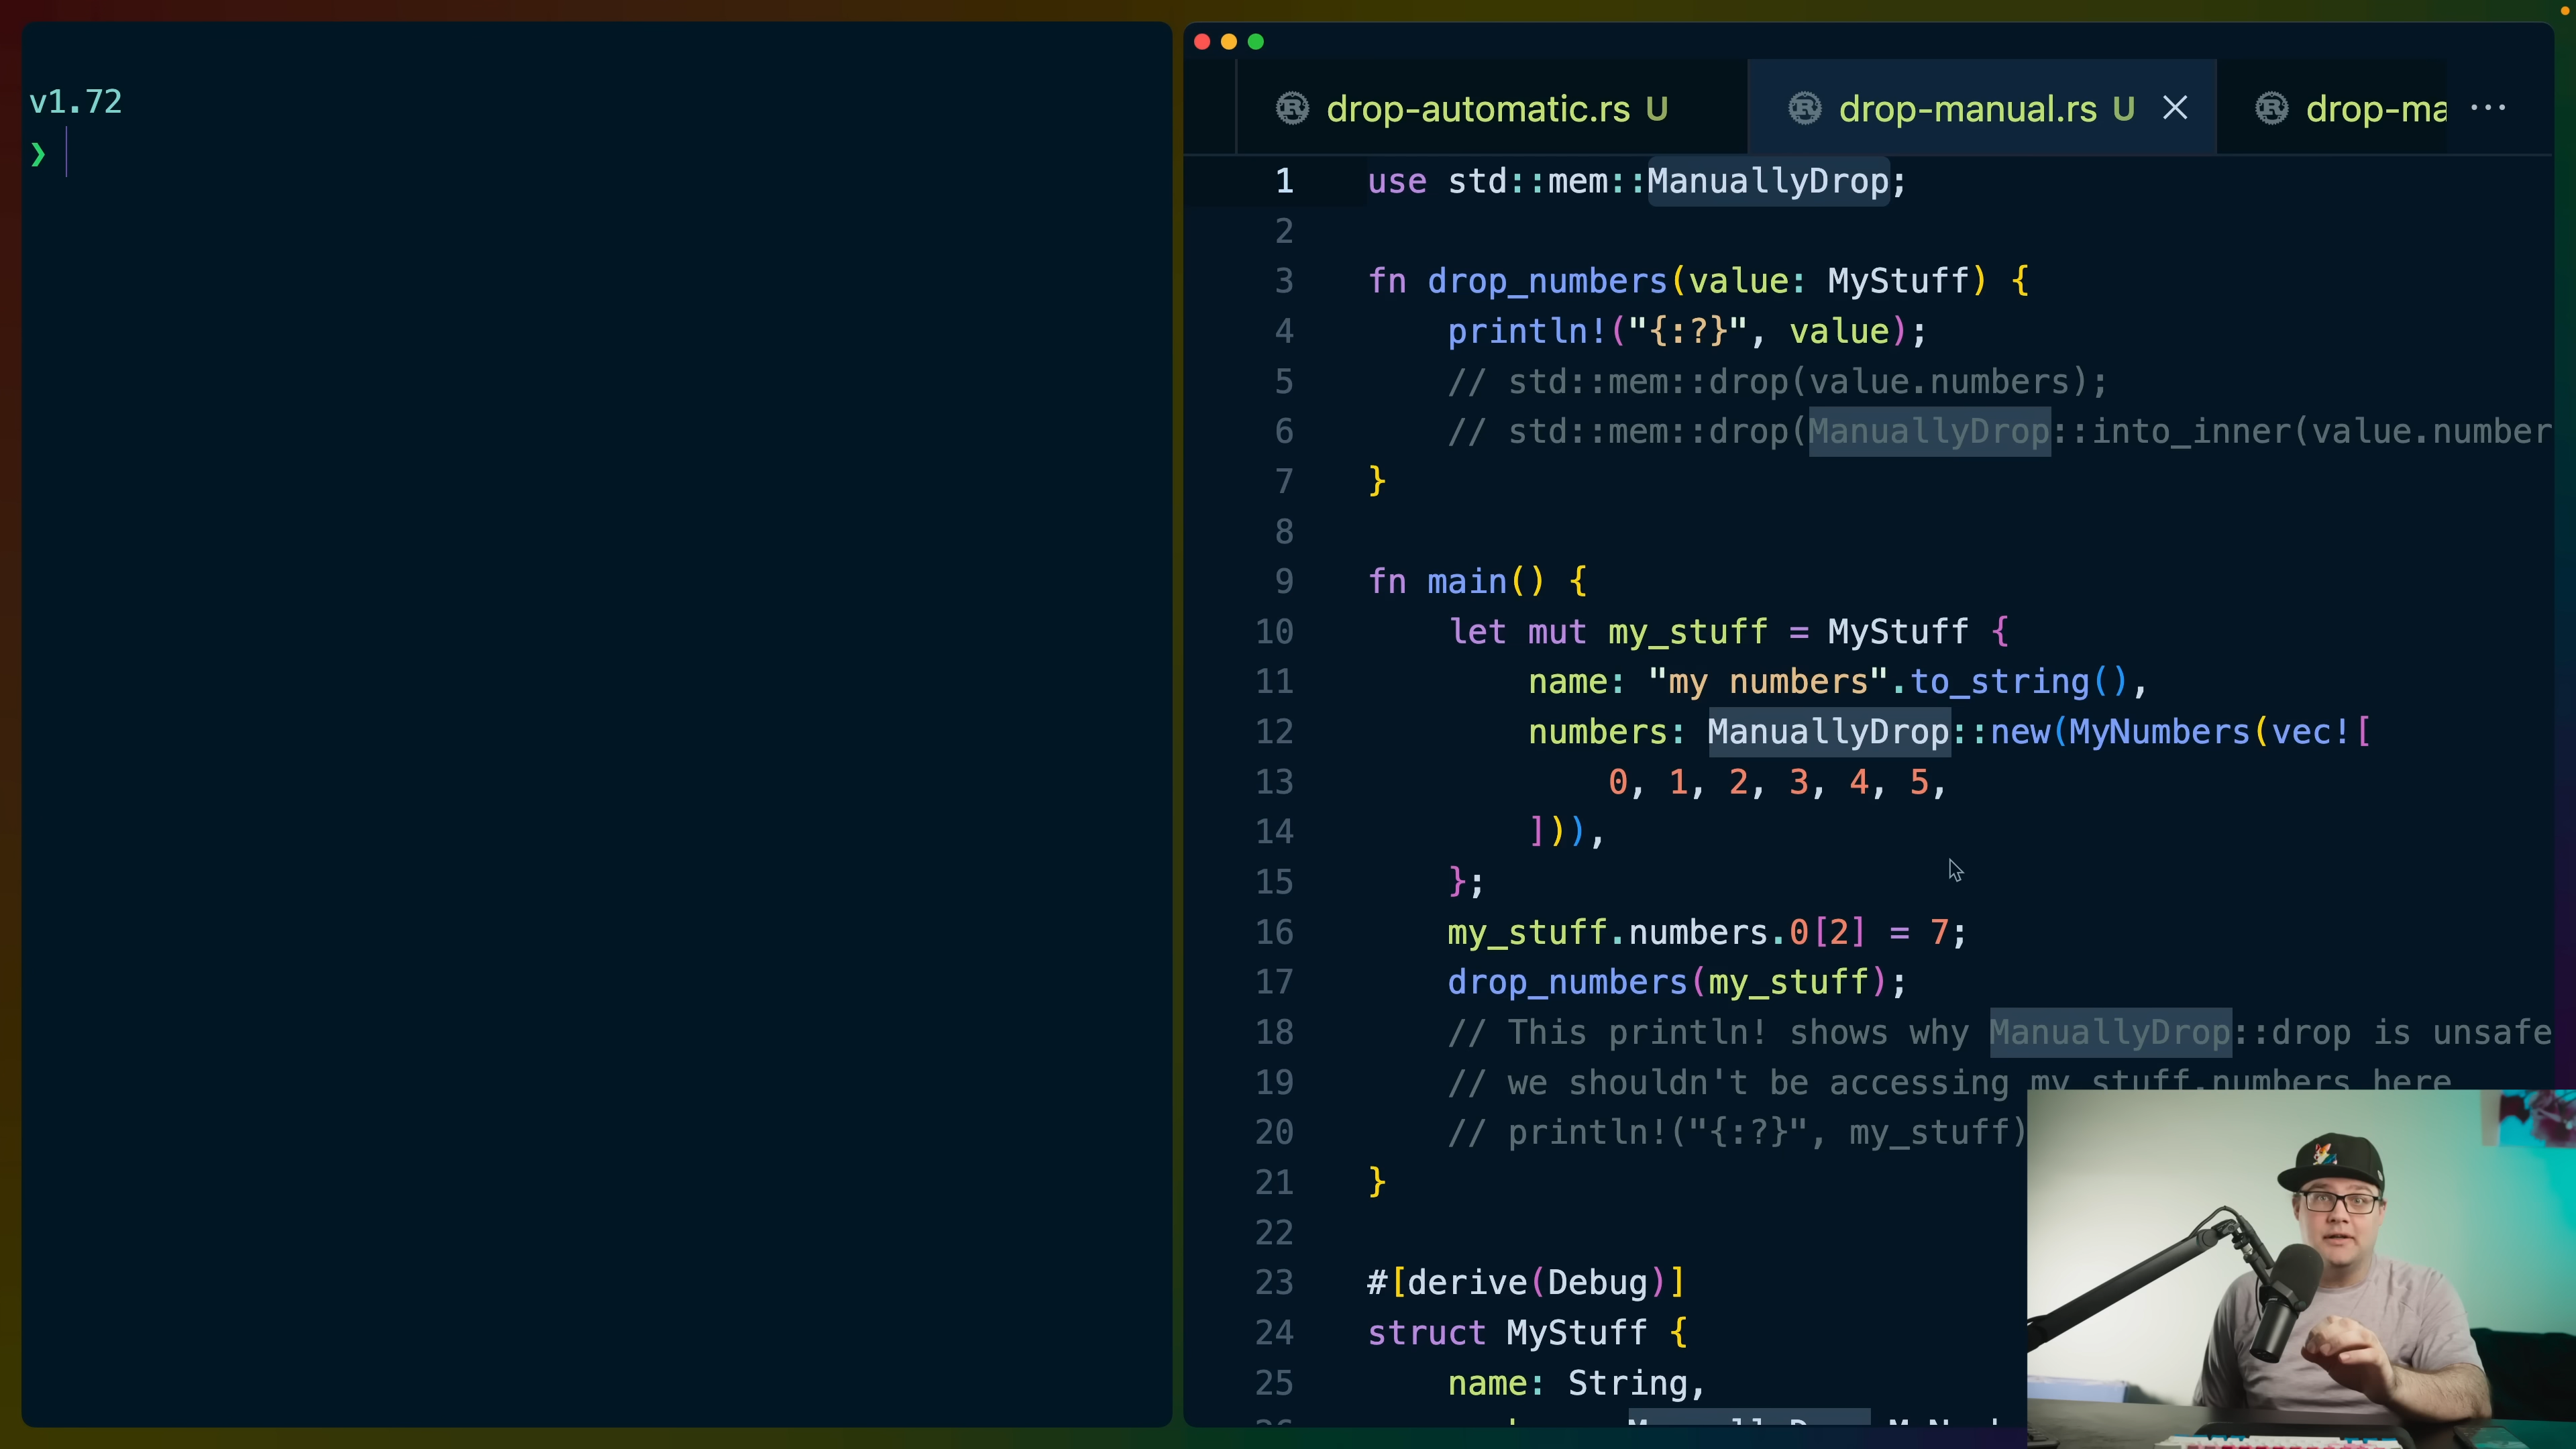 v1.72
❯
drop-automatic.rs U
drop-manual.rs U
drop-ma
1 use std::mem::ManuallyDrop;
2
3 fn drop_numbers(value: MyStuff) {
4 println!("{:?}", value);
5 // std::mem::drop(value.numbers);
6 // std::mem::drop(ManuallyDrop::into_inner(value.number
7 }
8
9 fn main() {
10 let mut my_stuff = MyStuff {
11 name: "my numbers".to_string(),
12 numbers: ManuallyDrop::new(MyNumbers(vec![
13 0, 1, 2, 3, 4, 5,
14 ])),
15 };
16 my_stuff.numbers.0[2] = 7;
17 drop_numbers(my_stuff);
18 // This println! shows why ManuallyDrop::drop is unsafe
19 // we shouldn't be accessing my_stuff.numbers here
20 // println!("{:?}", my_stuff)
21 }
22
23 #[derive(Debug)]
24 struct MyStuff {
25 name: String,